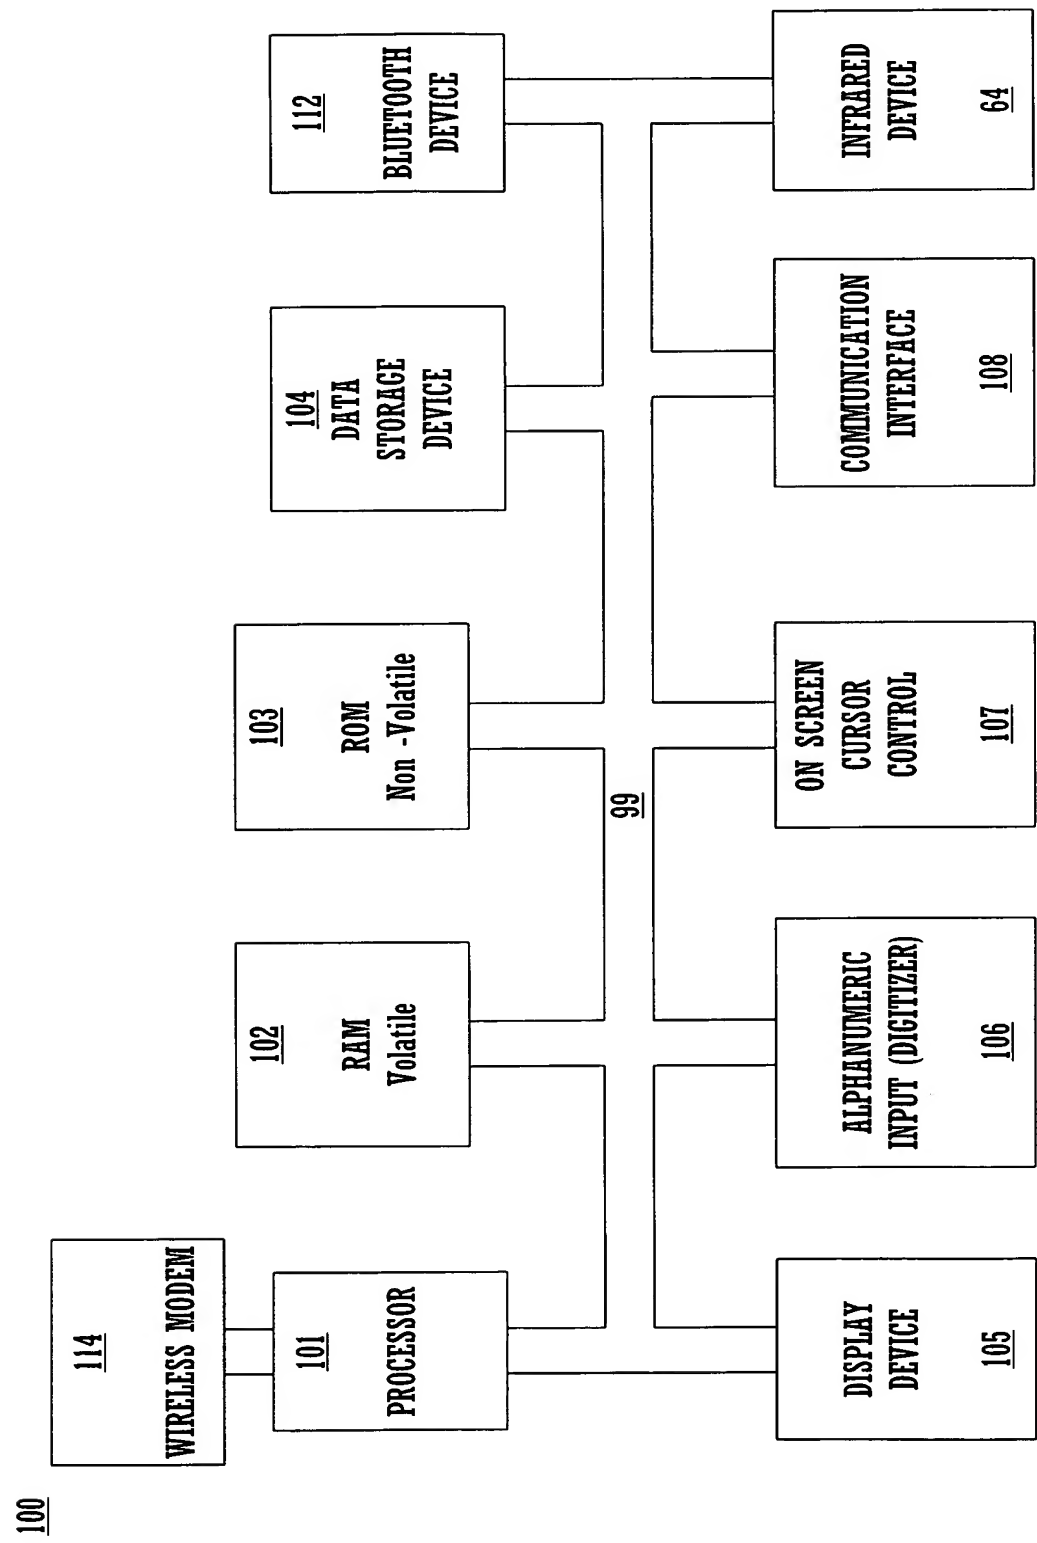 100
114
WIRELESS MODEM
101
PROCESSOR
102
RAM
Volatile
103
ROM
Non -Volatile
104
DATA
STORAGE
DEVICE
112
BLUETOOTH
DEVICE
99
DISPLAY
DEVICE
105
ALPHANUMERIC
INPUT (DIGITIZER)
106
ON SCREEN
CURSOR
CONTROL
107
COMMUNICATION
INTERFACE
108
INFRARED
DEVICE
64